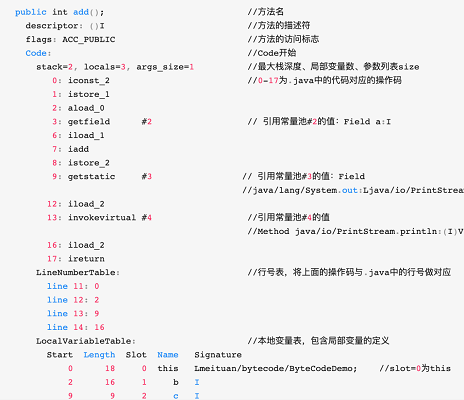 public int add(); //方法名
descriptor: ()I //方法的描述符
flags: ACC_PUBLIC //方法的访问标志
Code: //Code开始
stack=2, locals=3, args_size=1 //最大栈深度、局部变量数、参数列表size
0: iconst_2 //0-17为.java中的代码对应的操作码
1: istore_1
2: aload_0
3: getfield #2 // 引用常量池#2的值：Field a:I
6: iload_1
7: iadd
8: istore_2
9: getstatic #3 // 引用常量池#3的值：Field
//java/lang/System.out:Ljava/io/PrintStream
12: iload_2
13: invokevirtual #4 //引用常量池#4的值
//Method java/io/PrintStream.println:(I)V
16: iload_2
17: ireturn
LineNumberTable: //行号表，将上面的操作码与.java中的行号做对应
line 11: 0
line 12: 2
line 13: 9
line 14: 16
LocalVariableTable: //本地变量表，包含局部变量的定义
Start Length Slot Name Signature
0 18 0 this Lmeituan/bytecode/ByteCodeDemo; //slot=0为this
2 16 1 b I
9 9 2 c I